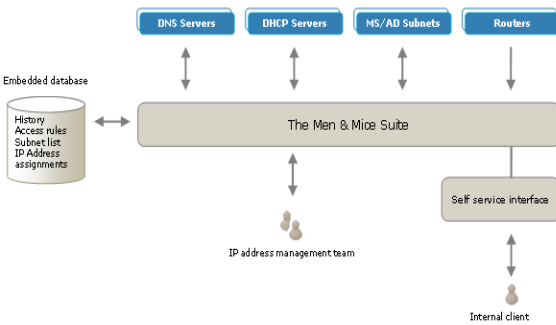 DNS Servers
DHCP Servers
MS/AD Subnets
Routers
Embedded database
History
Access rules
Subnet list
IP Address
assignments
The Men & Mice Suite
Self service interface
IP address management team
Internal client